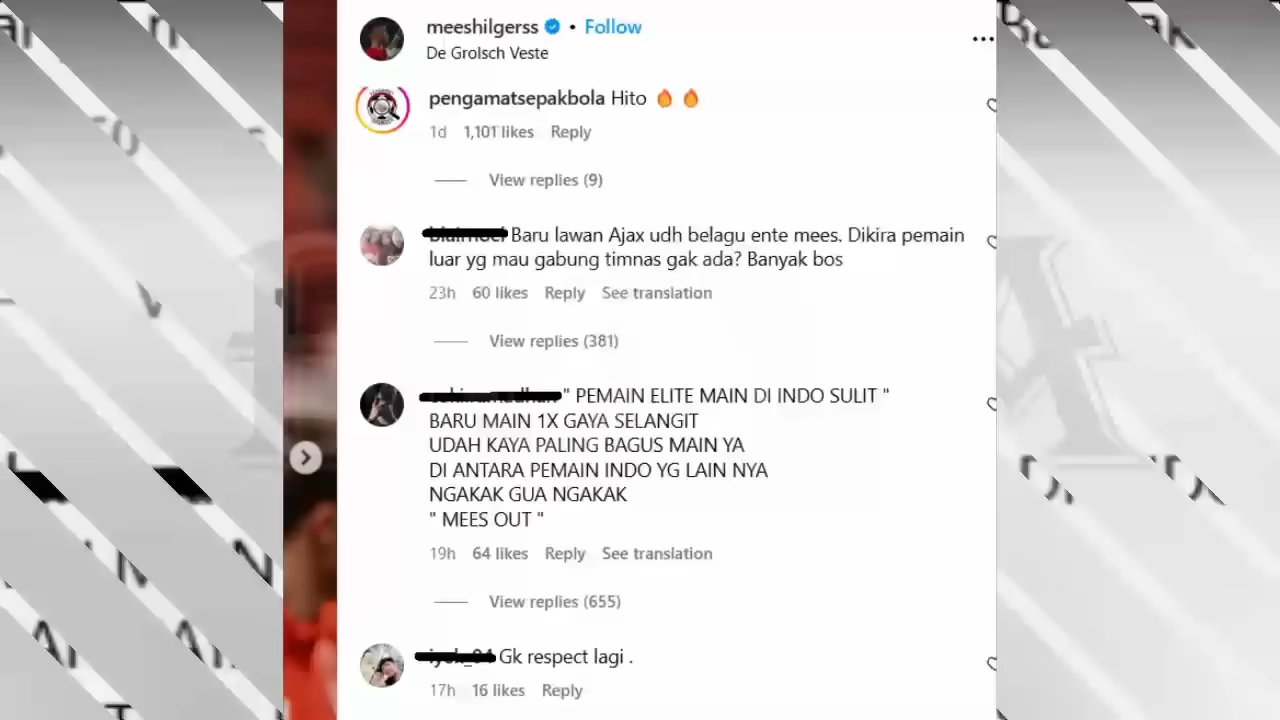 meeshilgerss • Follow
De Grolsch Veste
pengamatsepakbola Hito 🔥 🔥
1d 1,101 likes Reply
View replies (9)
Baru lawan Ajax udh belagu ente mees. Dikira pemain
luar yg mau gabung timnas gak ada? Banyak bos
23h 60 likes Reply See translation
View replies (381)
" PEMAIN ELITE MAIN DI INDO SULIT "
BARU MAIN 1X GAYA SELANGIT
UDAH KAYA PALING BAGUS MAIN YA
DI ANTARA PEMAIN INDO YG LAIN NYA
NGAKAK GUA NGAKAK
" MEES OUT "
19h 64 likes Reply See translation
View replies (655)
Gk respect lagi .
17h 16 likes Reply